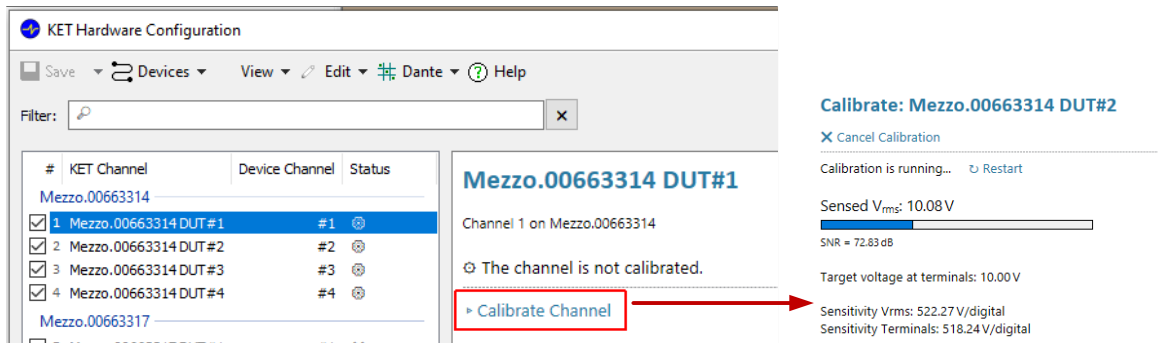 KET Hardware Configuration
Save Devices View Edit Dante Help
Filter:
# KET Channel Device Channel Status
Mezzo.00663314
1 Mezzo.00663314 DUT#1 #1
2 Mezzo.00663314 DUT#2 #2
3 Mezzo.00663314 DUT#3 #3
4 Mezzo.00663314 DUT#4 #4
Mezzo.00663317
Mezzo.00663314 DUT#1
Channel 1 on Mezzo.00663314
The channel is not calibrated.
Calibrate Channel
Calibrate: Mezzo.00663314 DUT#2
Cancel Calibration
Calibration is running... Restart
Sensed Vrms: 10.08 V
SNR = 72.83 dB
Target voltage at terminals: 10.00 V
Sensitivity Vrms: 522.27 V/digital
Sensitivity Terminals: 518.24 V/digital